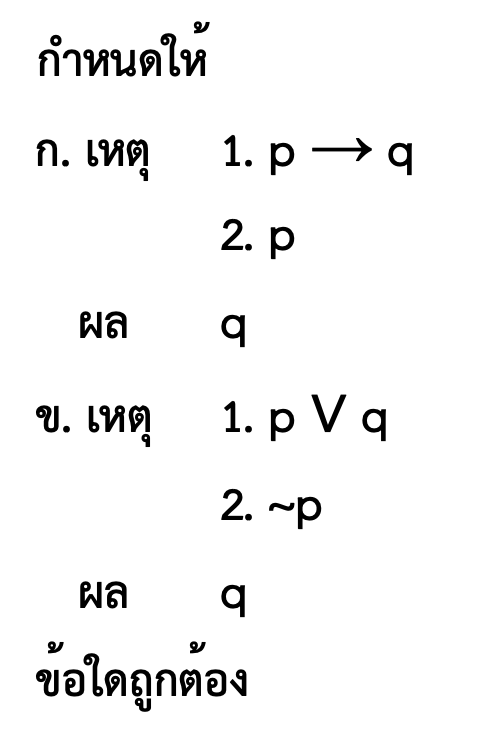 กำหนดให้
ก. เหตุ 1. p ⟶ q
2. p
ผล q
ข. เหตุ 1. p V q
2. ~p
ผล q
ข้อใดถูกต้อง